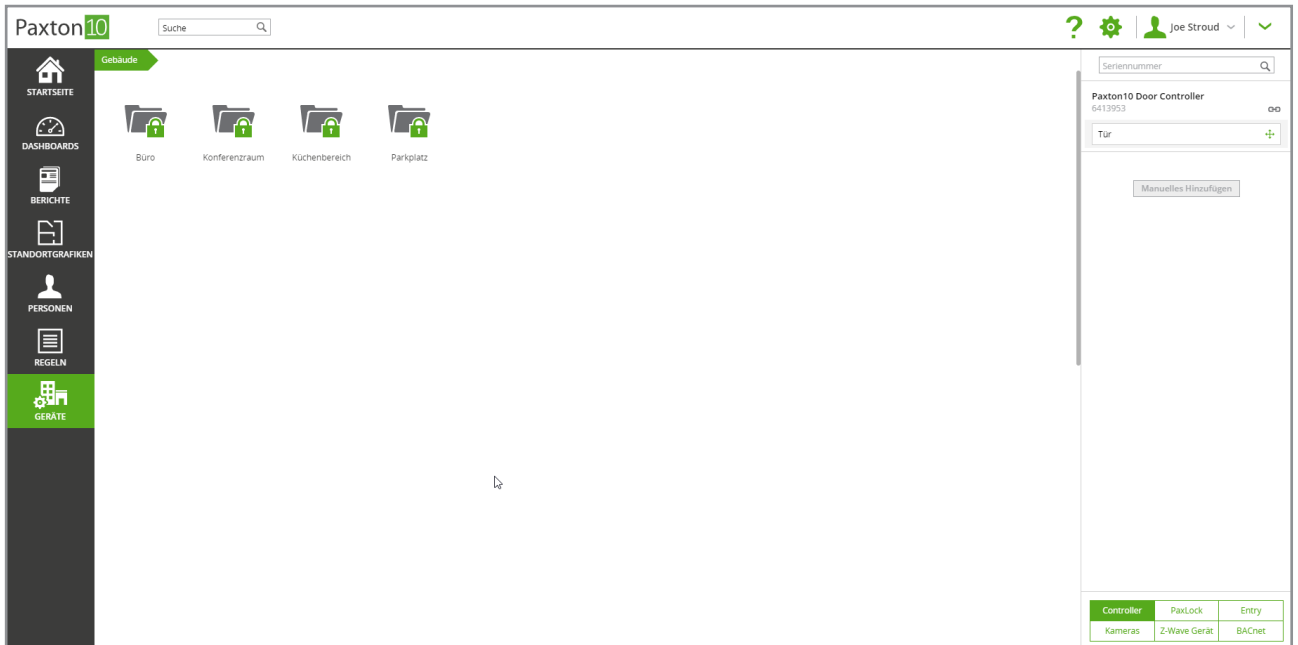 Paxton10
Suche
?
Joe Stroud
STARTSEITE
DASHBOARDS
BERICHTE
STANDORTGRAFIKEN
PERSONEN
REGELN
GERÄTE
Gebäude
Büro
Konferenzraum
Küchenbereich
Parkplatz
Seriennummer
Paxton10 Door Controller
6413953
Tür
Manuelles Hinzufügen
Controller PaxLock Entry
Kameras Z-Wave Gerät BACnet